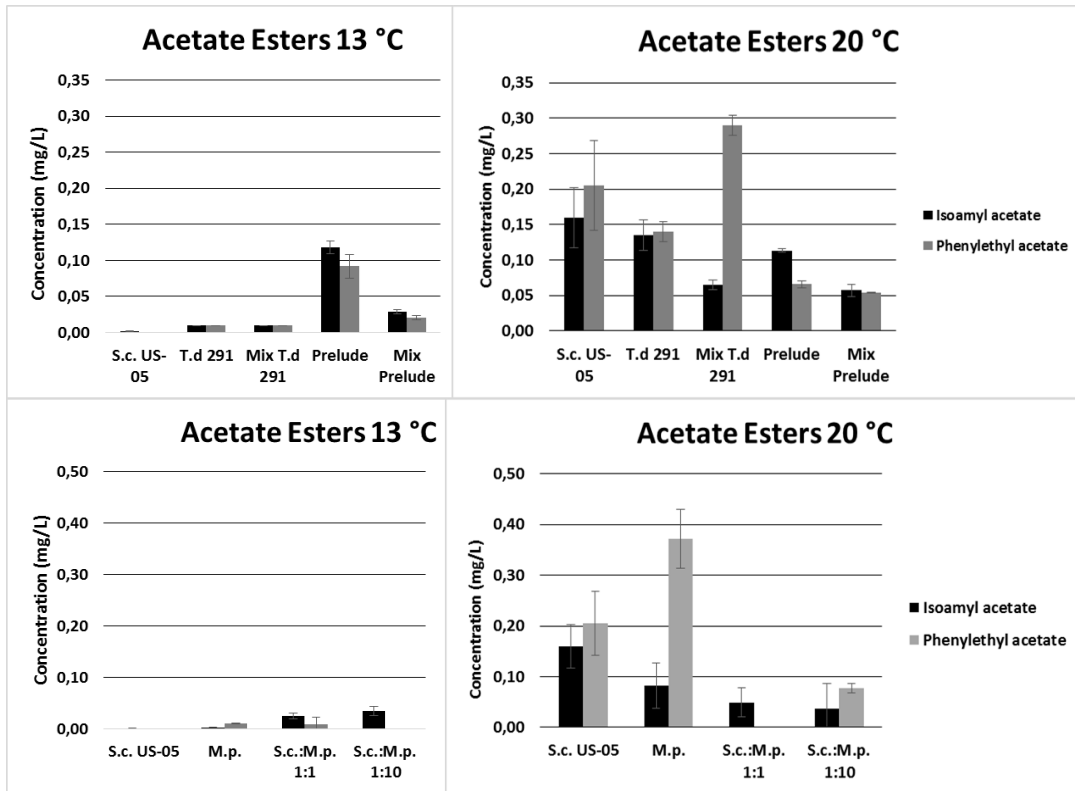 Acetate Esters 13 °C
Concentration (mg/L)
0,35
0,30
0,25
0,20
0,15
0,10
0,05
0,00
S.c. US-
05
T.d 291
Mix T.d
291
Prelude
Mix
Prelude
Acetate Esters 20 °C
Concentration (mg/L)
0,35
0,30
0,25
0,20
0,15
0,10
0,05
0,00
S.c. US-
05
T.d 291
Mix T.d
291
Prelude
Mix
Prelude
Isoamyl acetate
Phenylethyl acetate
Acetate Esters 13 °C
Concentration (mg/L)
0,50
0,40
0,30
0,20
0,10
0,00
S.c. US-05
M.p.
S.c.:M.p.
1:1
S.c.:M.p.
1:10
Acetate Esters 20 °C
Concentration (mg/L)
0,50
0,40
0,30
0,20
0,10
0,00
S.c. US-05
M.p.
S.c.:M.p.
1:1
S.c.:M.p.
1:10
Isoamyl acetate
Phenylethyl acetate